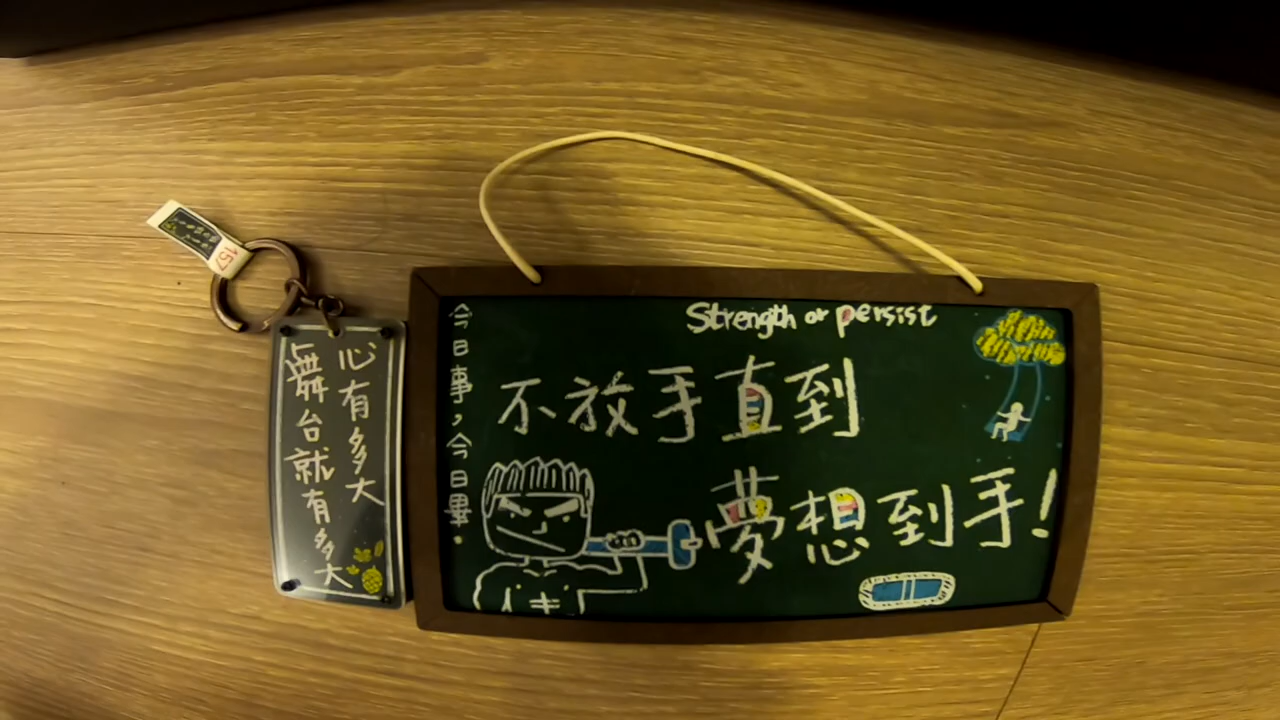 Strength or persist
不放手直到
夢想到手!
今日事,今日畢.
心有多大
舞台就有多大
157